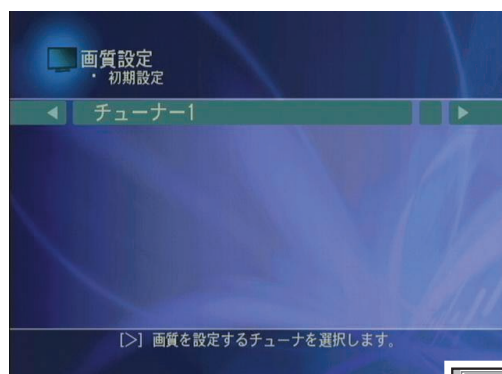 画質設定
・ 初期設定
◀ チューナー1 ▶
[▷] 画質を設定するチューナを選択します。